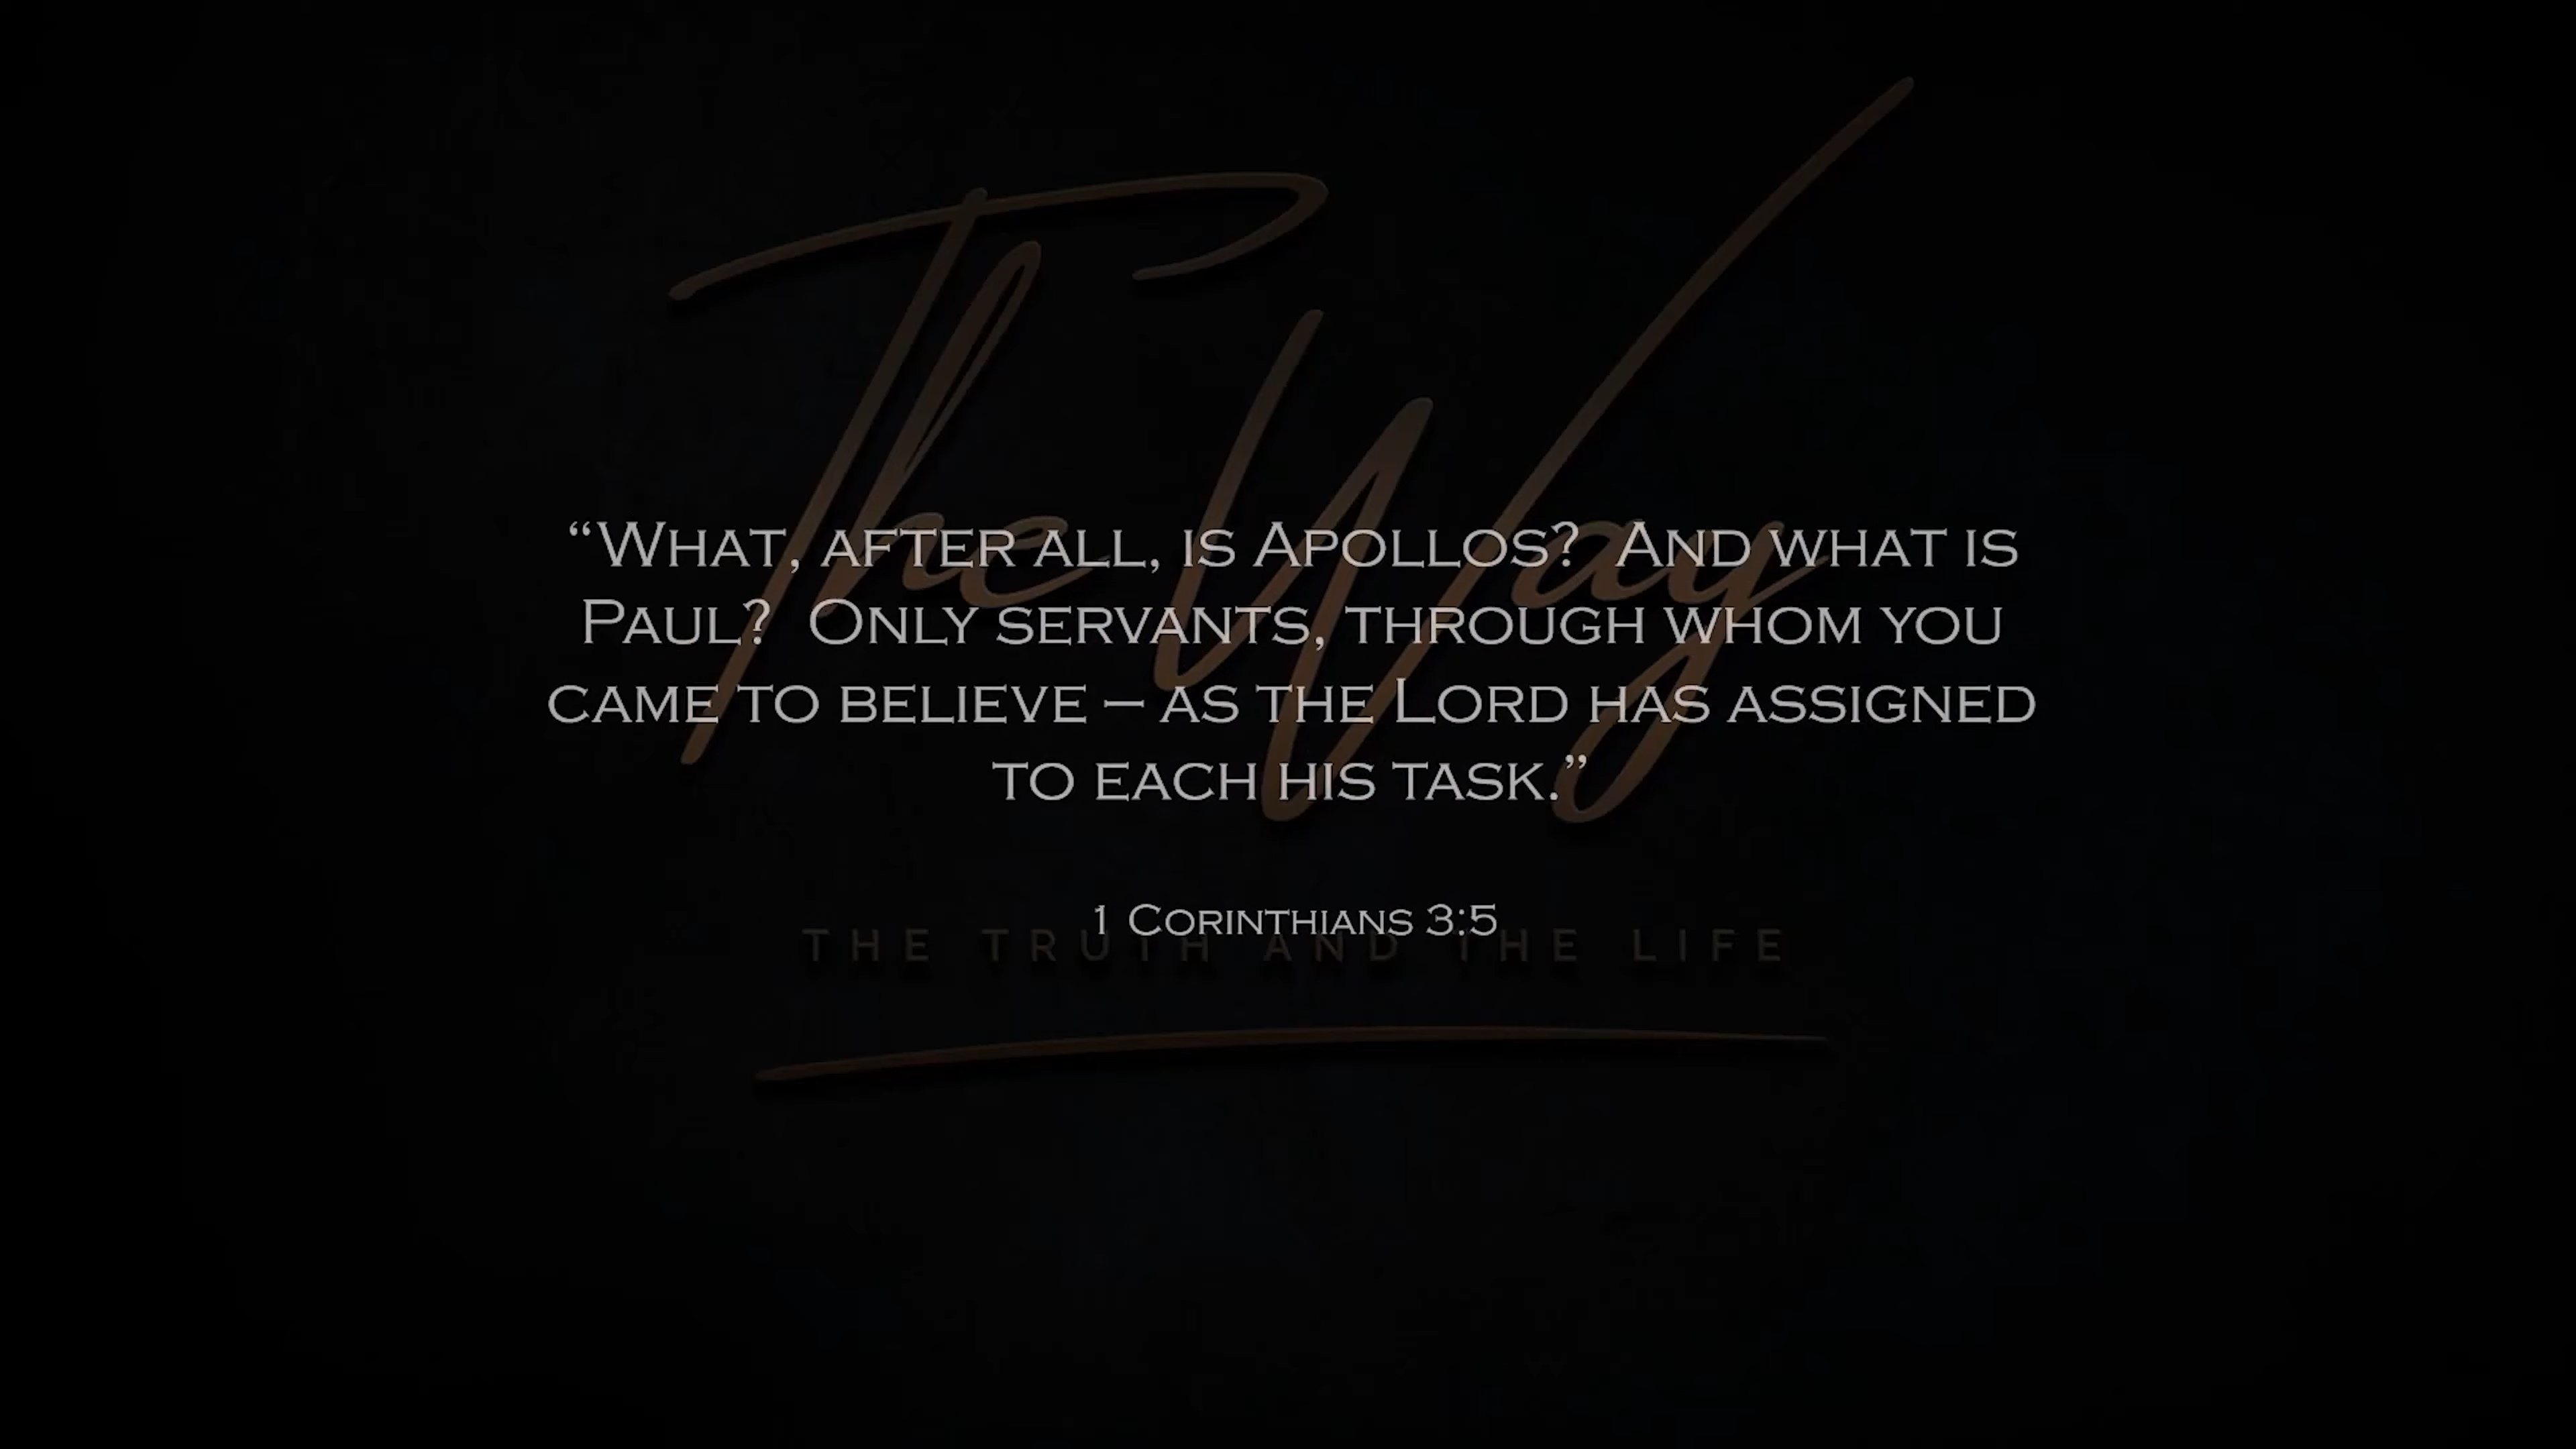 The Way
“What, after all, is Apollos?  And what is
Paul?  Only servants, through whom you
came to believe – as the Lord has assigned
to each his task.”
1 Corinthians 3:5
THE TRUTH AND THE LIFE